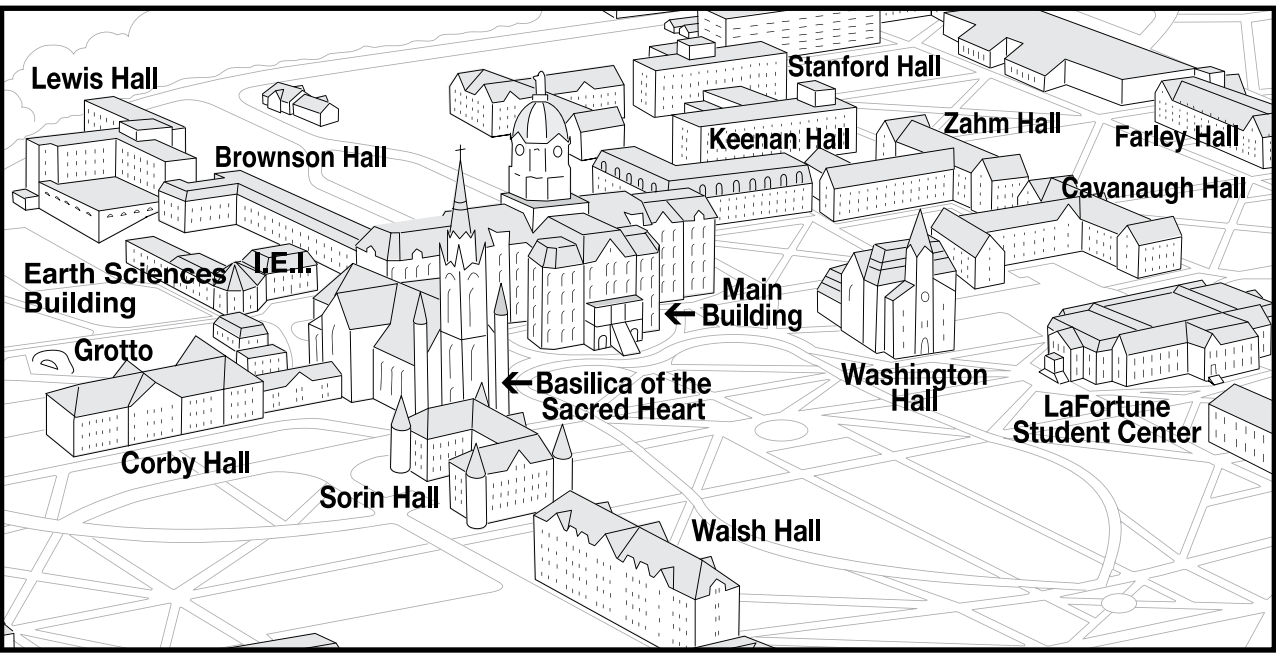 Lewis Hall
Stanford Hall
Keenan Hall
Zahm Hall
Farley Hall
Brownson Hall
Cavanaugh Hall
I.E.I.
Earth Sciences
Building
Main
Building
Grotto
Basilica of the
Sacred Heart
Washington
Hall
LaFortune
Student Center
Corby Hall
Sorin Hall
Walsh Hall